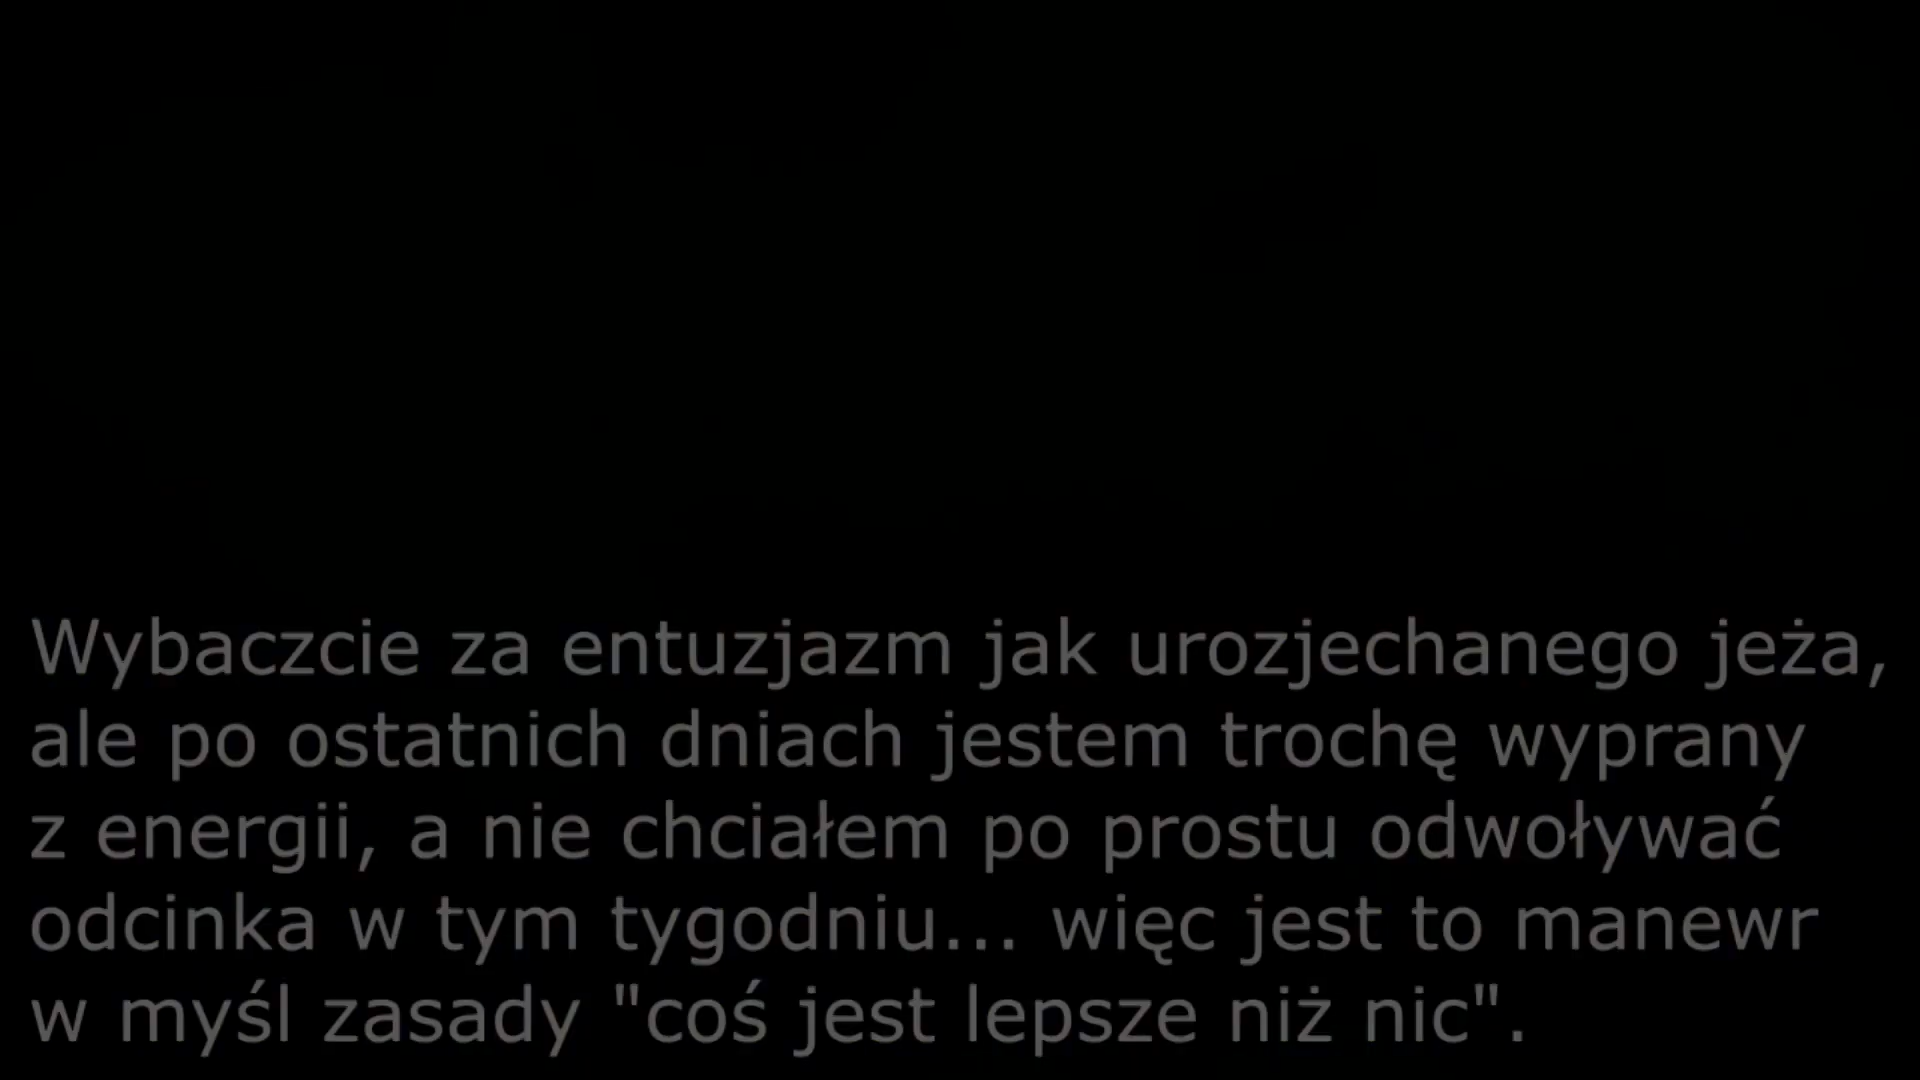 Wybaczcie za entuzjazm jak urozjechanego jeża,
ale po ostatnich dniach jestem trochę wyprany
z energii, a nie chciałem po prostu odwoływać
odcinka w tym tygodniu... więc jest to manewr
w myśl zasady "coś jest lepsze niż nic".